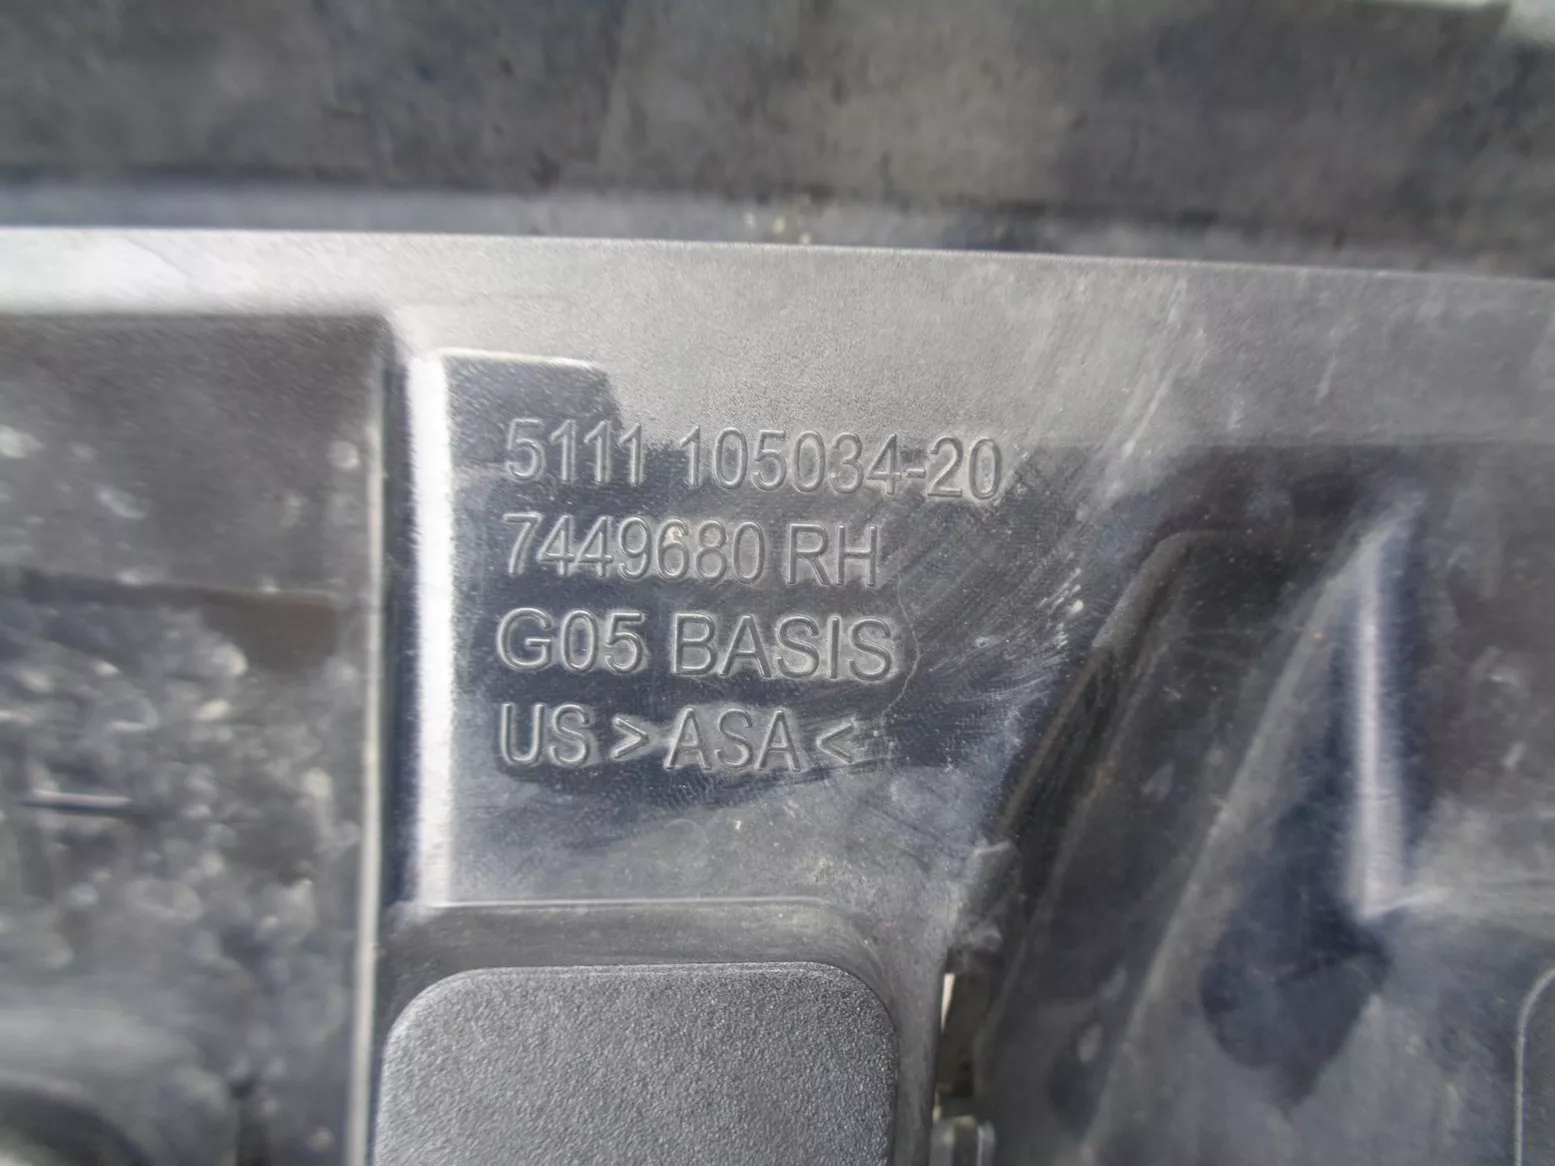 5111 105034-20
7449680 RH
G05 BASIS
US >ASA<